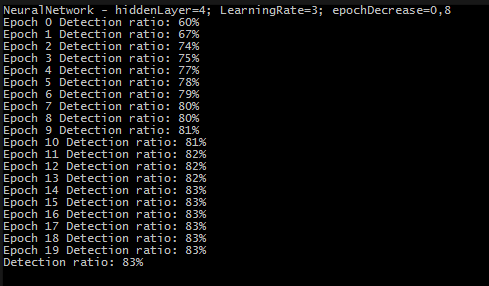 NeuralNetwork - hiddenLayer=4; LearningRate=3; epochDecrease=0,8
Epoch 0 Detection ratio: 60%
Epoch 1 Detection ratio: 67%
Epoch 2 Detection ratio: 74%
Epoch 3 Detection ratio: 75%
Epoch 4 Detection ratio: 77%
Epoch 5 Detection ratio: 78%
Epoch 6 Detection ratio: 79%
Epoch 7 Detection ratio: 80%
Epoch 8 Detection ratio: 80%
Epoch 9 Detection ratio: 81%
Epoch 10 Detection ratio: 81%
Epoch 11 Detection ratio: 82%
Epoch 12 Detection ratio: 82%
Epoch 13 Detection ratio: 82%
Epoch 14 Detection ratio: 83%
Epoch 15 Detection ratio: 83%
Epoch 16 Detection ratio: 83%
Epoch 17 Detection ratio: 83%
Epoch 18 Detection ratio: 83%
Epoch 19 Detection ratio: 83%
Detection ratio: 83%